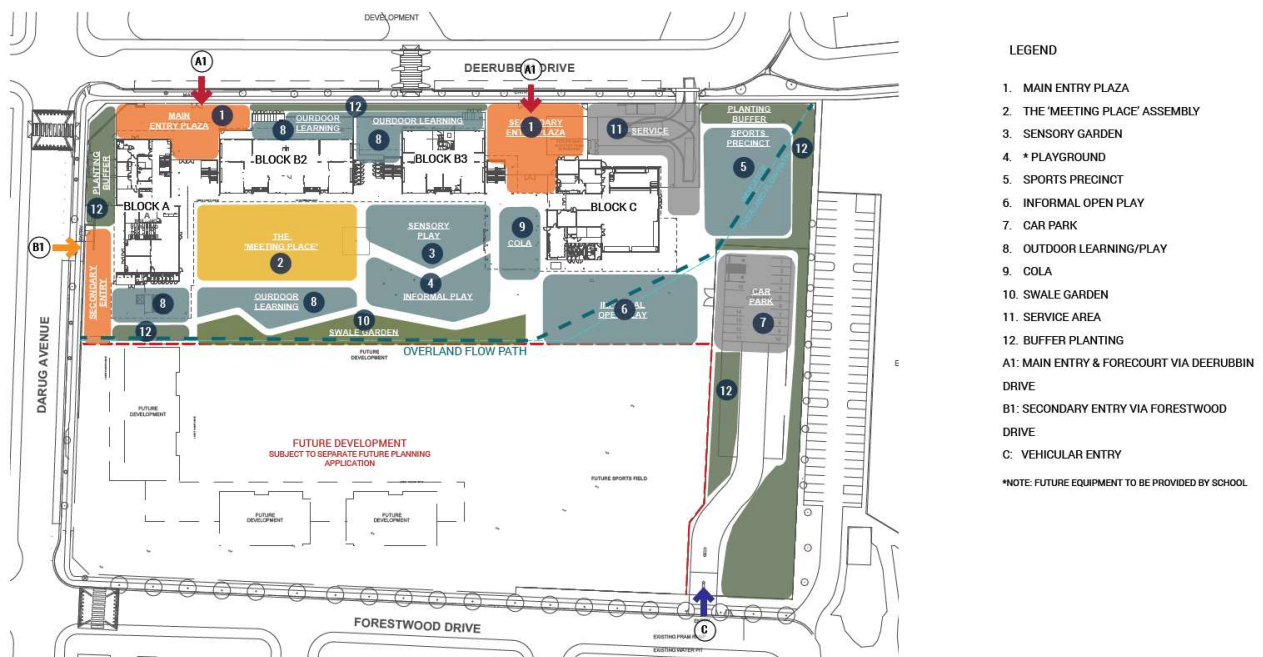 DEVELOPMENT
A1
DEERUBBIN DRIVE
A1
MAIN
ENTRY PLAZA
1
12
OURDOOR
LEARNING
8
OURDOOR LEARNING
8
SECONDARY
ENTRY PLAZA
1
11
SERVICE
PLANTING
BUFFER
SPORTS
PRECINCT
5
12
PLANTING
BUFFER
12
BLOCK B2
BLOCK B3
BLOCK A
BLOCK C
B1
SECONDARY
ENTRY
THE
'MEETING PLACE'
2
SENSORY
PLAY
3
9
COLA
4
INFORMAL PLAY
8
OURDOOR
LEARNING
8
INFORMAL
OPEN PLAY
6
CAR
PARK
7
12
10
SWALE GARDEN
OVERLAND FLOW PATH
FUTURE
DEVELOPMENT
12
DARUG AVENUE
FUTURE
DEVELOPMENT
FUTURE DEVELOPMENT
SUBJECT TO SEPARATE FUTURE PLANNING
APPLICATION
FUTURE SPORTS FIELD
FUTURE
DEVELOPMENT
FUTURE
DEVELOPMENT
FORESTWOOD DRIVE
C
EXISTING WATER PIT
LEGEND
1. MAIN ENTRY PLAZA
2. THE 'MEETING PLACE' ASSEMBLY
3. SENSORY GARDEN
4. * PLAYGROUND
5. SPORTS PRECINCT
6. INFORMAL OPEN PLAY
7. CAR PARK
8. OUTDOOR LEARNING/PLAY
9. COLA
10. SWALE GARDEN
11. SERVICE AREA
12. BUFFER PLANTING
A1: MAIN ENTRY & FORECOURT VIA DEERUBBIN
DRIVE
B1: SECONDARY ENTRY VIA FORESTWOOD
DRIVE
C: VEHICULAR ENTRY
*NOTE: FUTURE EQUIPMENT TO BE PROVIDED BY SCHOOL